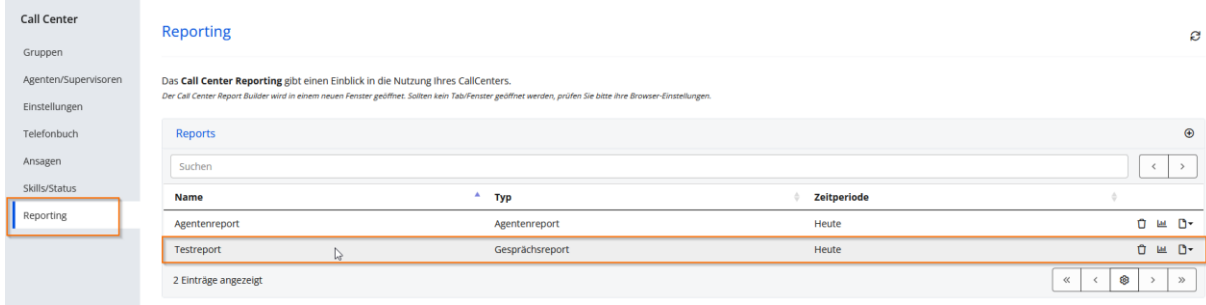 Call Center
Gruppen
Agenten/Supervisoren
Einstellungen
Telefonbuch
Ansagen
Skills/Status
Reporting
Reporting
Das Call Center Reporting gibt einen Einblick in die Nutzung Ihres CallCenters.
Der Call Center Report Builder wird in einem neuen Fenster geöffnet. Sollten kein Tab/Fenster geöffnet werden, prüfen Sie bitte Ihre Browser-Einstellungen.
Reports
Suchen
Name Typ Zeitperiode
Agentenreport Agentenreport Heute
Testreport Gesprächsreport Heute
2 Einträge angezeigt